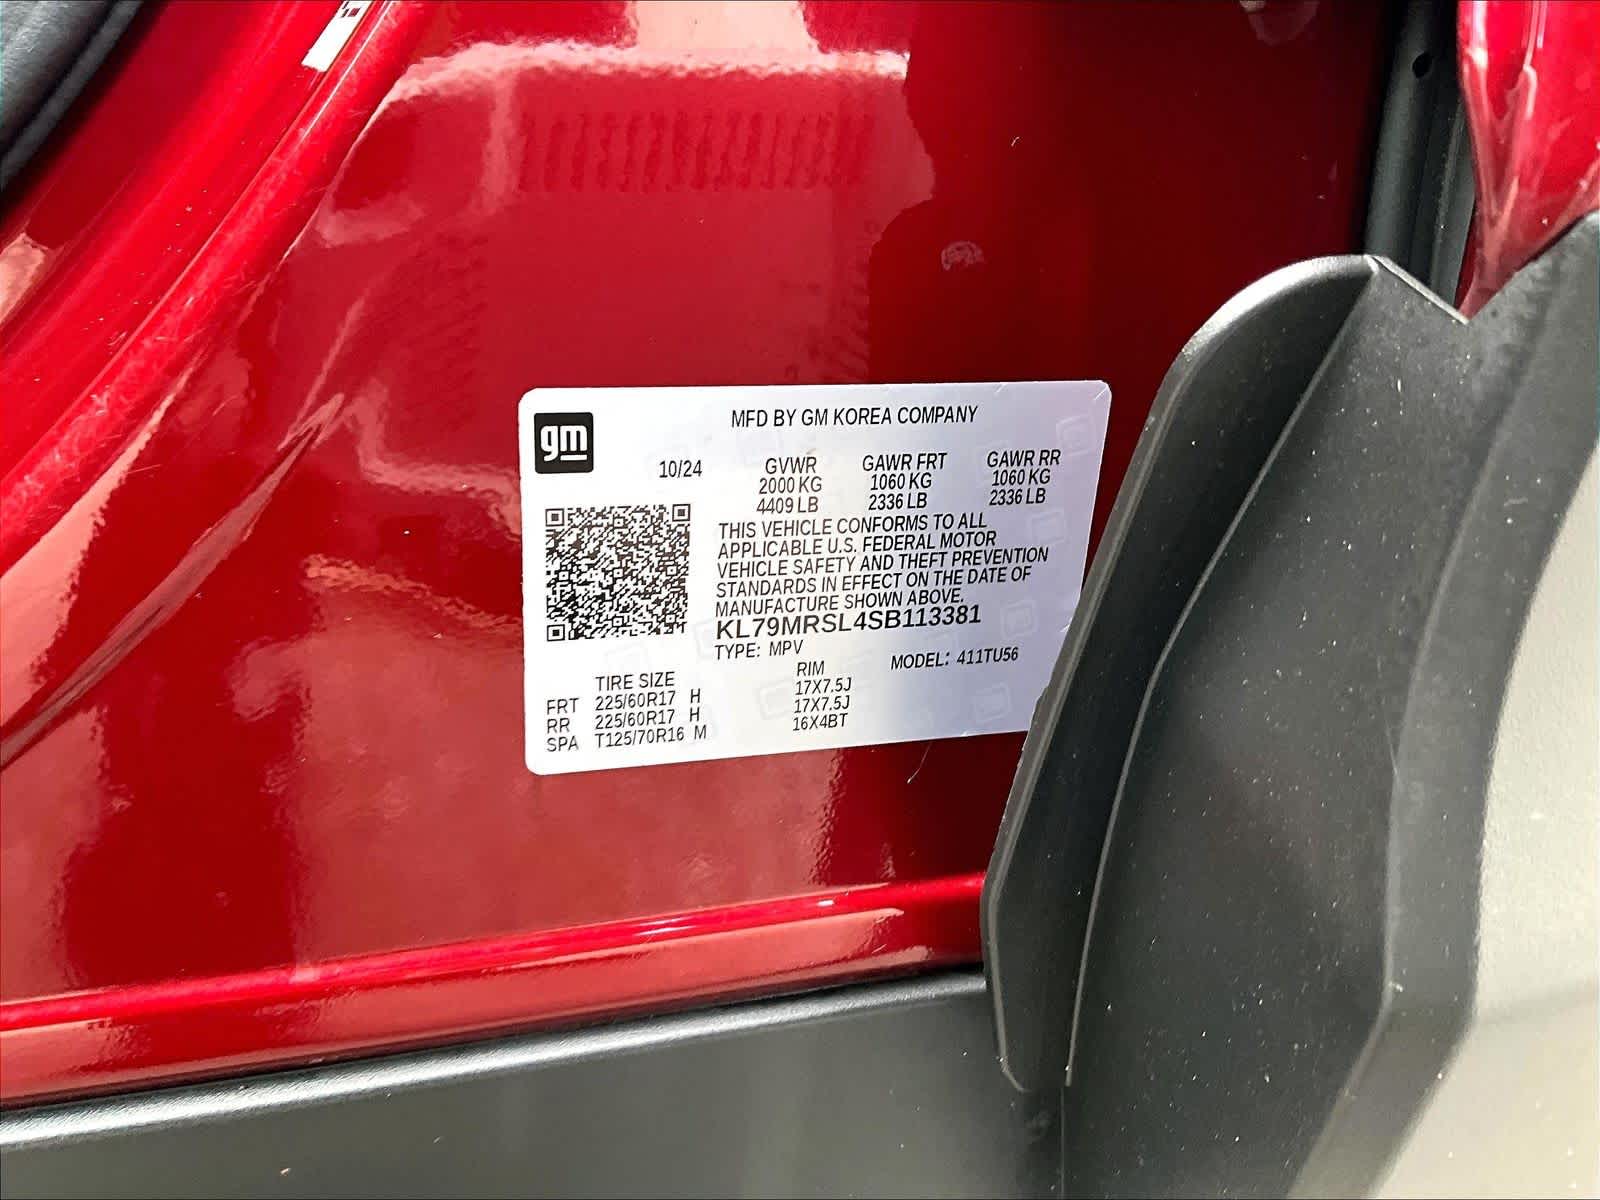 gm
MFD BY GM KOREA COMPANY
10/24 GVWR GAWR FRT GAWR RR
2000 KG 1060 KG 1060 KG
4409 LB 2336 LB 2336 LB
THIS VEHICLE CONFORMS TO ALL
APPLICABLE U.S. FEDERAL MOTOR
VEHICLE SAFETY AND THEFT PREVENTION
STANDARDS IN EFFECT ON THE DATE OF
MANUFACTURE SHOWN ABOVE.
KL79MRSL4SB113381
TYPE: MPV MODEL: 411TU56
TIRE SIZE RIM
FRT 225/60R17 H 17X7.5J
RR 225/60R17 H 17X7.5J
SPA T125/70R16 M 16X4BT